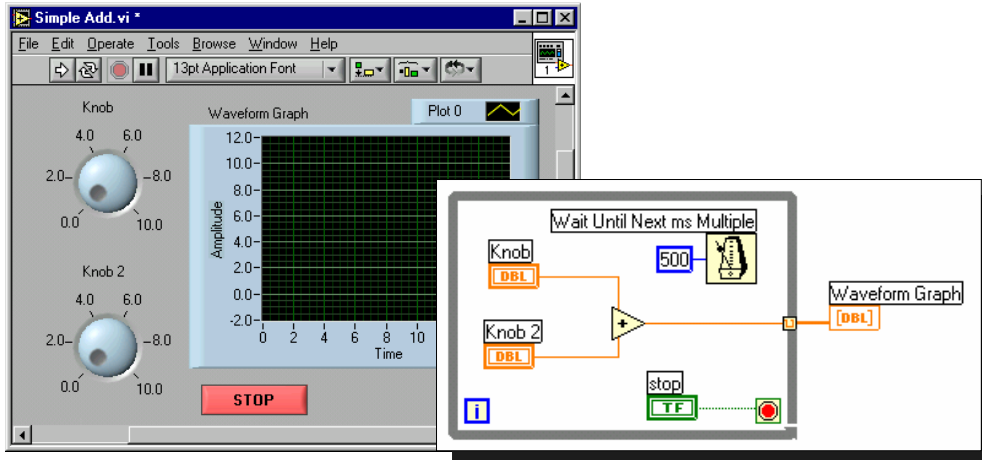 Simple Add.vi *
File Edit Operate Tools Browse Window Help
13pt Application Font
1
Knob
4.0 6.0
2.0 8.0
0.0 10.0
Waveform Graph
Plot 0
12.0
10.0
8.0
6.0
4.0
2.0
0.0
-2.0
Amplitude
0 2 4 6 8 10
Time
Knob 2
4.0 6.0
2.0 8.0
0.0 10.0
STOP
Wait Until Next ms Multiple
500
Knob
DBL
Knob 2
DBL
+
stop
TF
i
Waveform Graph
[DBL]